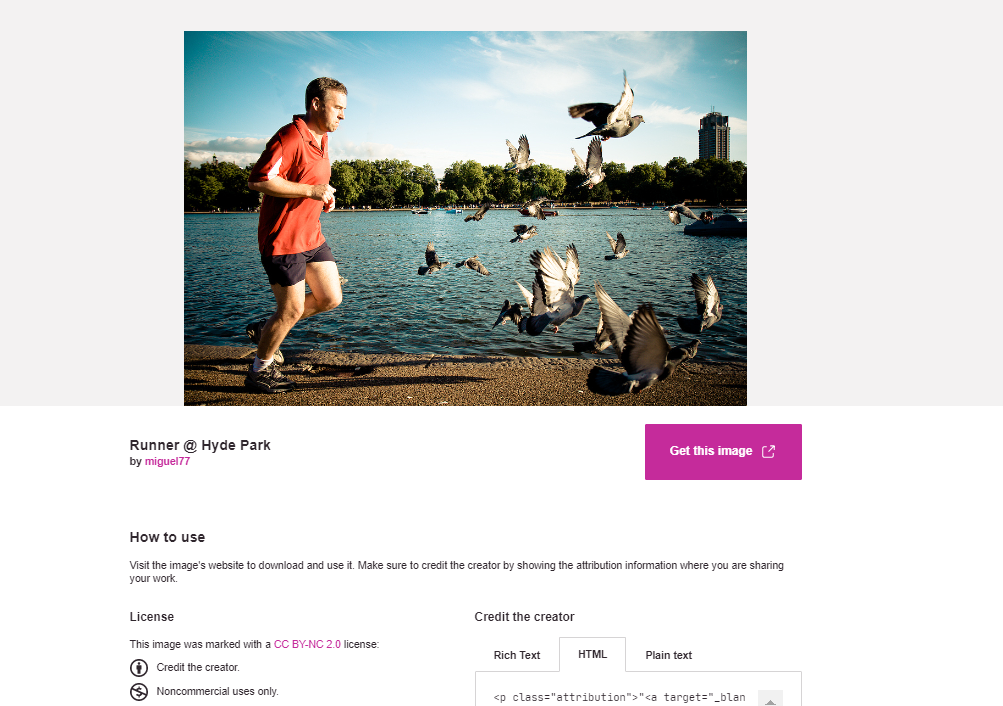 Runner @ Hyde Park
by miguel77
Get this image
How to use
Visit the image's website to download and use it. Make sure to credit the creator by showing the attribution information where you are sharing
your work.
License
This image was marked with a CC BY-NC 2.0 license:
Credit the creator.
Noncommercial uses only.
Credit the creator
Rich Text
HTML
Plain text
<p class="attribution">"<a target="_blan